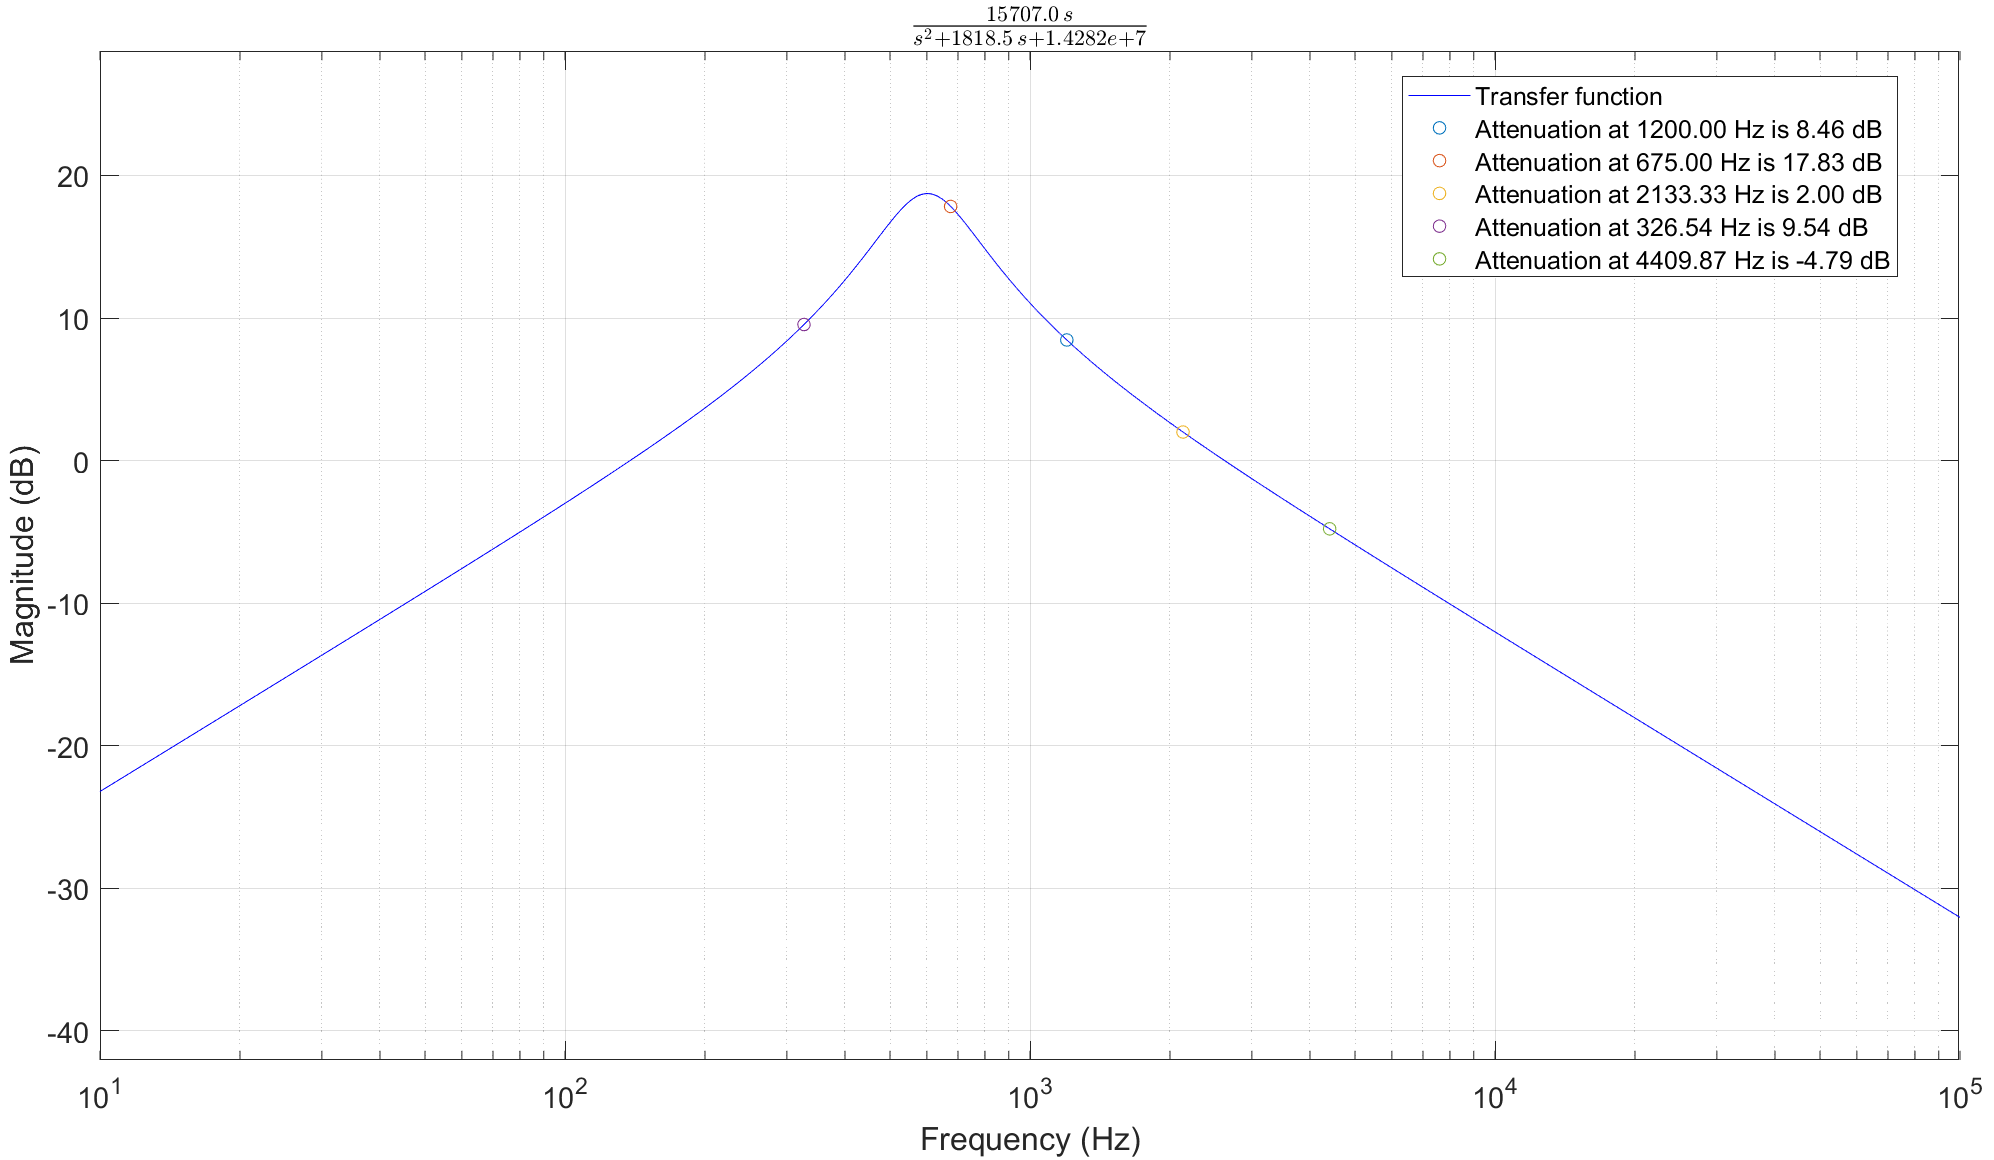 15707.0 s
s²+1818.5 s+1.4282e+7
Transfer function
Attenuation at 1200.00 Hz is 8.46 dB
Attenuation at 675.00 Hz is 17.83 dB
Attenuation at 2133.33 Hz is 2.00 dB
Attenuation at 326.54 Hz is 9.54 dB
Attenuation at 4409.87 Hz is -4.79 dB
Magnitude (dB)
20
10
0
-10
-20
-30
-40
10¹ 10² 10³ 10⁴ 10⁵
Frequency (Hz)